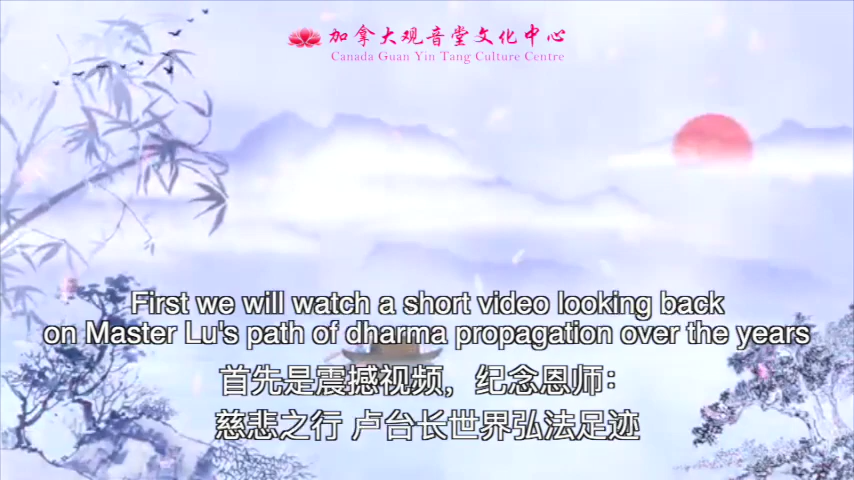 加拿大观音堂文化中心
Canada Guan Yin Tang Culture Centre
First we will watch a short video looking back
on Master Lu's path of dharma propagation over the years
首先是震撼视频，纪念恩师：
慈悲之行 卢台长世界弘法足迹